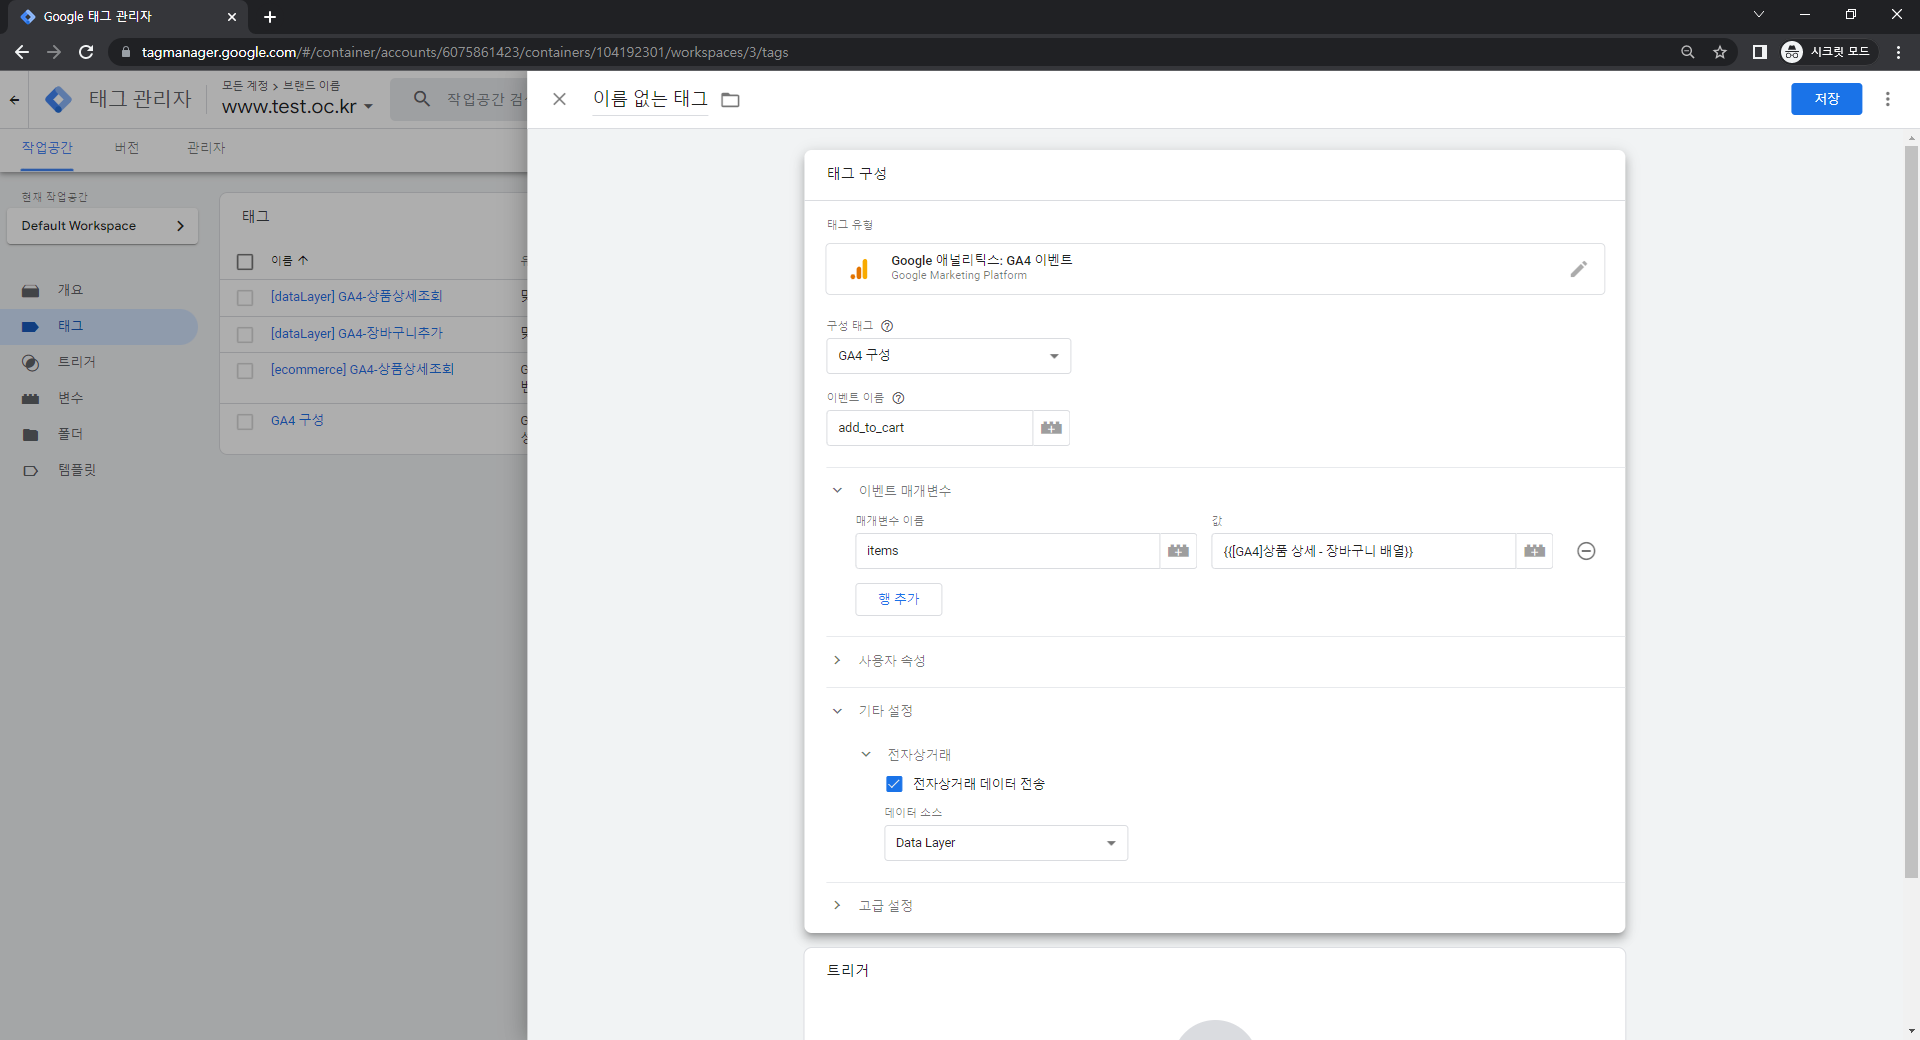 Google 태그 관리자
tagmanager.google.com/#/container/accounts/6075861423/containers/104192301/workspaces/3/tags
시크릿 모드
태그 관리자
모든 계정 > 브랜드 이름
www.test.oc.kr
작업공간 검
이름 없는 태그
저장
작업공간
버전
관리자
현재 작업공간
Default Workspace
개요
태그
트리거
변수
폴더
템플릿
태그
이름
[dataLayer] GA4-상품상세조회
[dataLayer] GA4-장바구니추가
[ecommerce] GA4-상품상세조회
GA4 구성
태그 구성
태그 유형
Google 애널리틱스: GA4 이벤트
Google Marketing Platform
구성 태그
GA4 구성
이벤트 이름
add_to_cart
이벤트 매개변수
매개변수 이름
값
items
{{[GA4]상품 상세 - 장바구니 배열}}
행 추가
사용자 속성
기타 설정
전자상거래
전자상거래 데이터 전송
데이터 소스
Data Layer
고급 설정
트리거